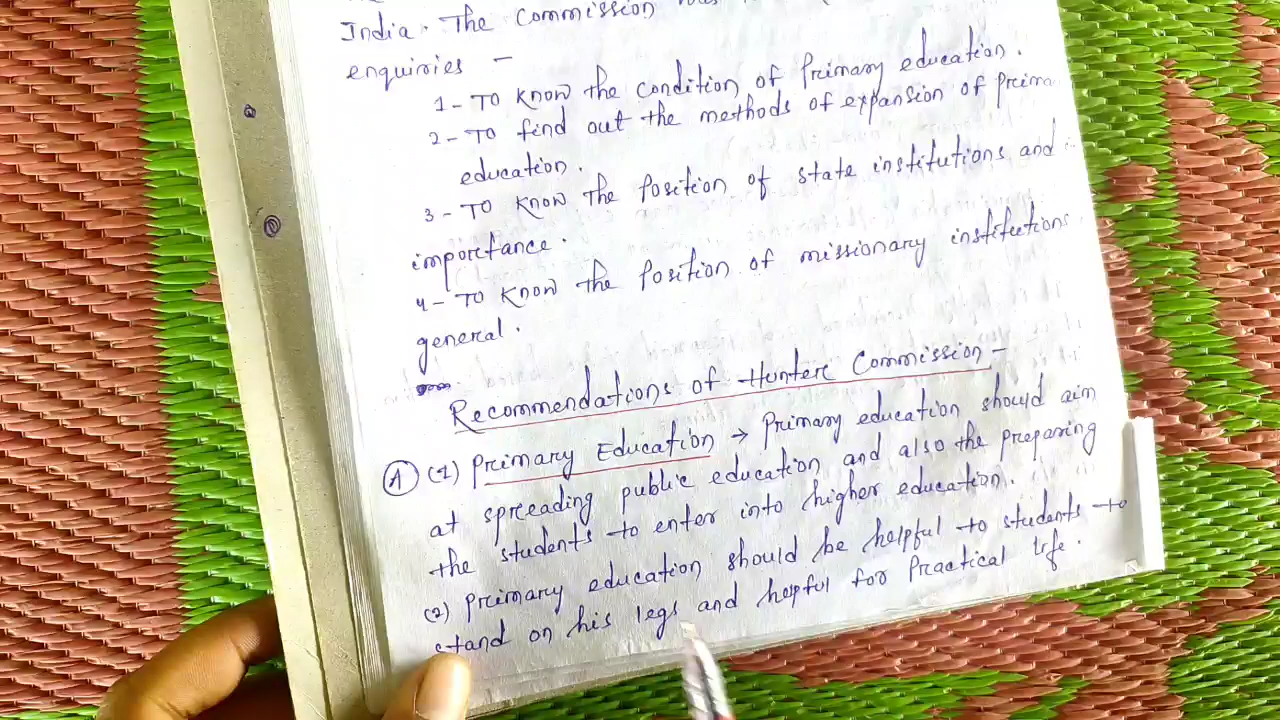 India. The Commission
enquiries —
1 - To know the condition of Primary education.
2 - To find out the methods of expansion of
education.
3 - To know the position of state institutions and
importance.
4 - To know the position of missionary institutions
general.
Recommendations of Hunter Commission —
A (1) Primary Education → Primary education should aim
at spreading public education and also the preparing
the students to enter into higher education.
(2) Primary education should be helpful to students to
stand on his legs and helpful for Practical life.